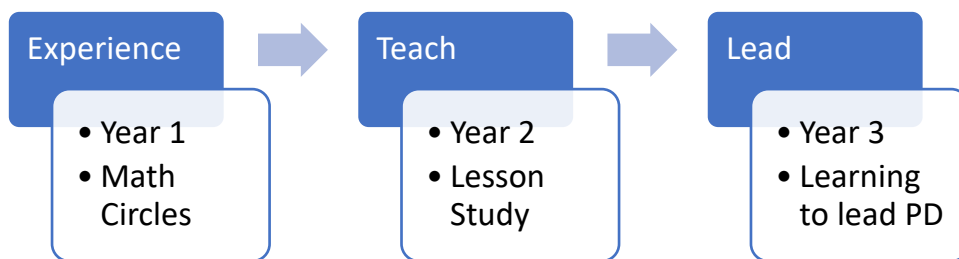 Experience
• Year 1
• Math
Circles
Teach
• Year 2
• Lesson
Study
Lead
• Year 3
• Learning
to lead PD